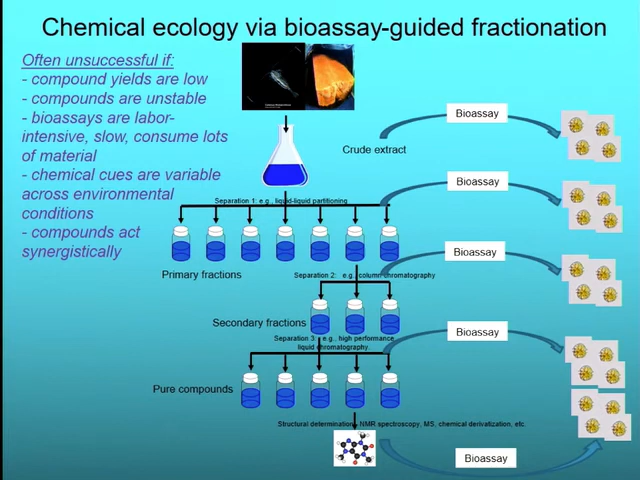 Chemical ecology via bioassay-guided fractionation
Often unsuccessful if:
- compound yields are low
- compounds are unstable
- bioassays are labor-
intensive, slow, consume lots
of material
- chemical cues are variable
across environmental
conditions
- compounds act
synergistically
Bioassay
Crude extract
Bioassay
Separation 1: e.g., liquid-liquid partitioning
Bioassay
Primary fractions
Separation 2: e.g., column chromatography
Secondary fractions
Bioassay
Separation 3: e.g., high performance
liquid chromatography
Pure compounds
Structural determination: NMR spectroscopy, MS, chemical derivatization, etc.
Bioassay